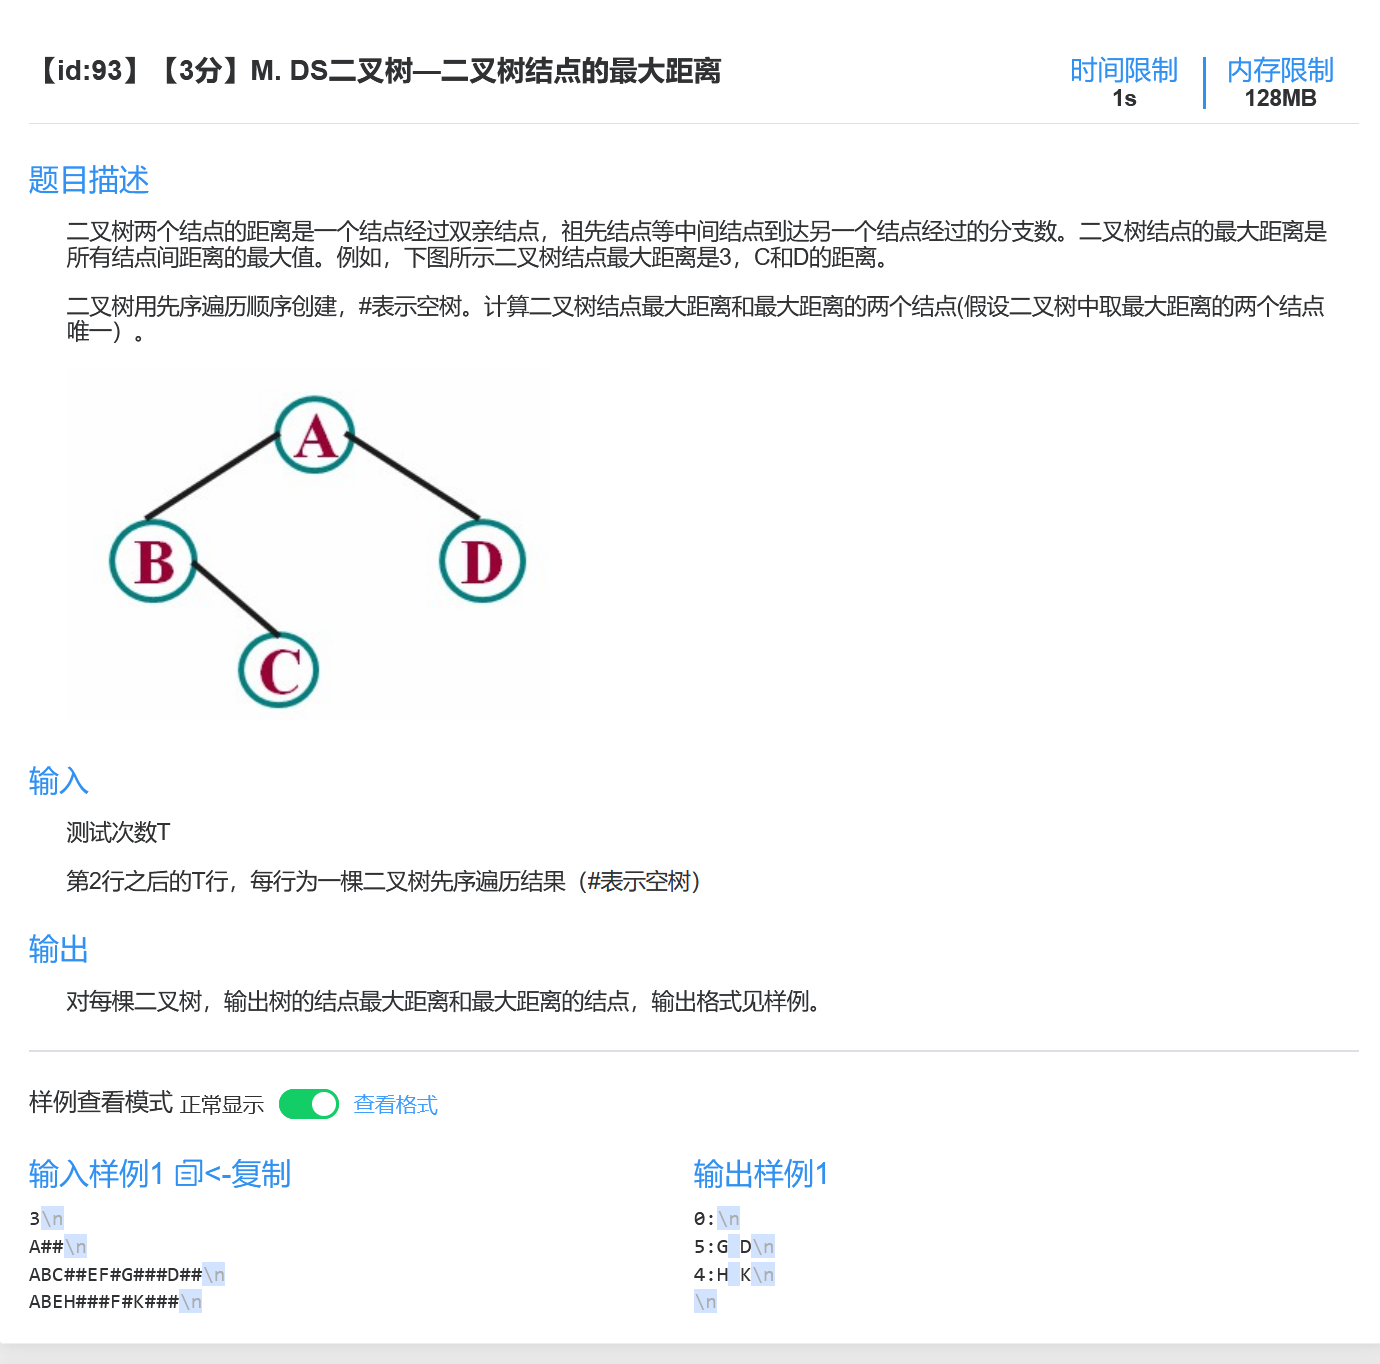 【id:93】【3分】M. DS二叉树—二叉树结点的最大距离
时间限制
1s
内存限制
128MB
题目描述
二叉树两个结点的距离是一个结点经过双亲结点，祖先结点等中间结点到达另一个结点经过的分支数。二叉树结点的最大距离是
所有结点间距离的最大值。例如，下图所示二叉树结点最大距离是3，C和D的距离。
二叉树用先序遍历顺序创建，#表示空树。计算二叉树结点最大距离和最大距离的两个结点(假设二叉树中取最大距离的两个结点
唯一）。
A
B
D
C
输入
测试次数T
第2行之后的T行，每行为一棵二叉树先序遍历结果（#表示空树）
输出
对每棵二叉树，输出树的结点最大距离和最大距离的结点，输出格式见样例。
样例查看模式 正常显示 查看格式
输入样例1 <-复制
3\n
A##\n
ABC##EF#G###D##\n
ABEH###F#K###\n
输出样例1
0:\n
5:G D\n
4:H K\n
\n